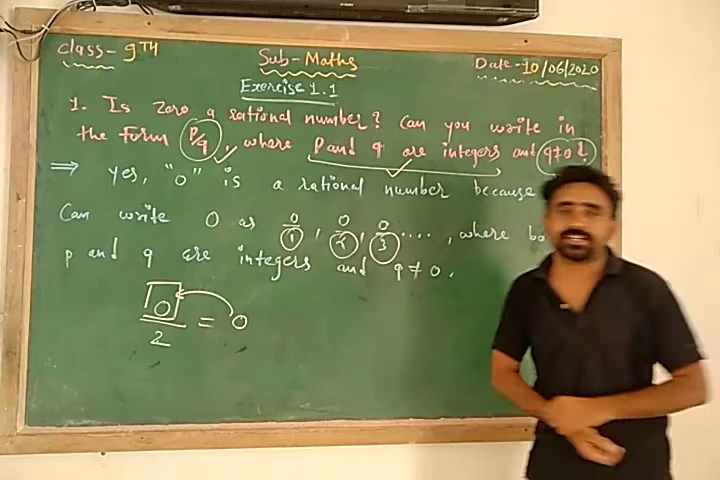 Class- 9TH
Sub- Maths
Date- 10/06/2020
Exercise 1.1
1. Is zero a rational number? Can you write in
the form P/q, where P and q are integers and q≠0?
⇒ yes, "0" is a rational number because
Can write 0 as 0/1, 0/2, 0/3...., where bo
p and q are integers and q≠0.
0/2 = 0